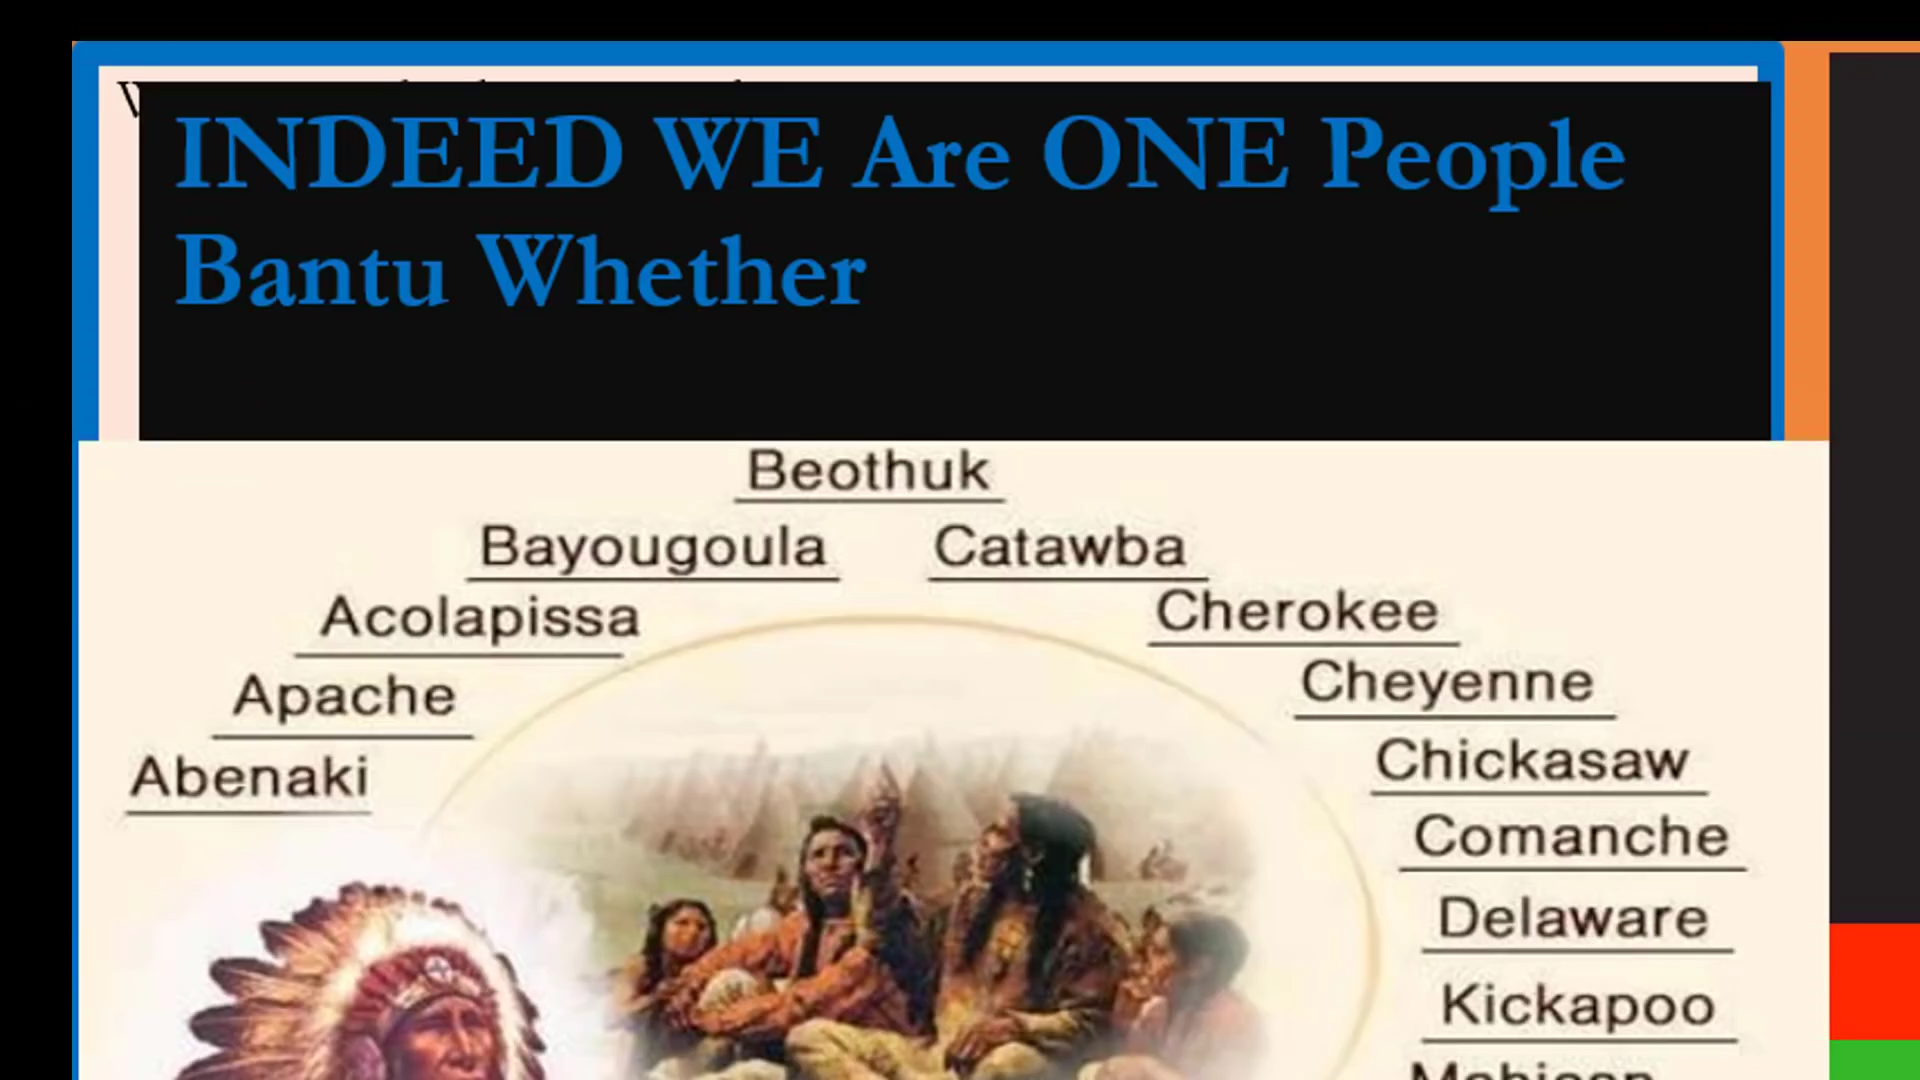 INDEED WE Are ONE People
Bantu Whether
Beothuk
Bayougoula Catawba
Acolapissa Cherokee
Apache Cheyenne
Abenaki Chickasaw
Comanche
Delaware
Kickapoo